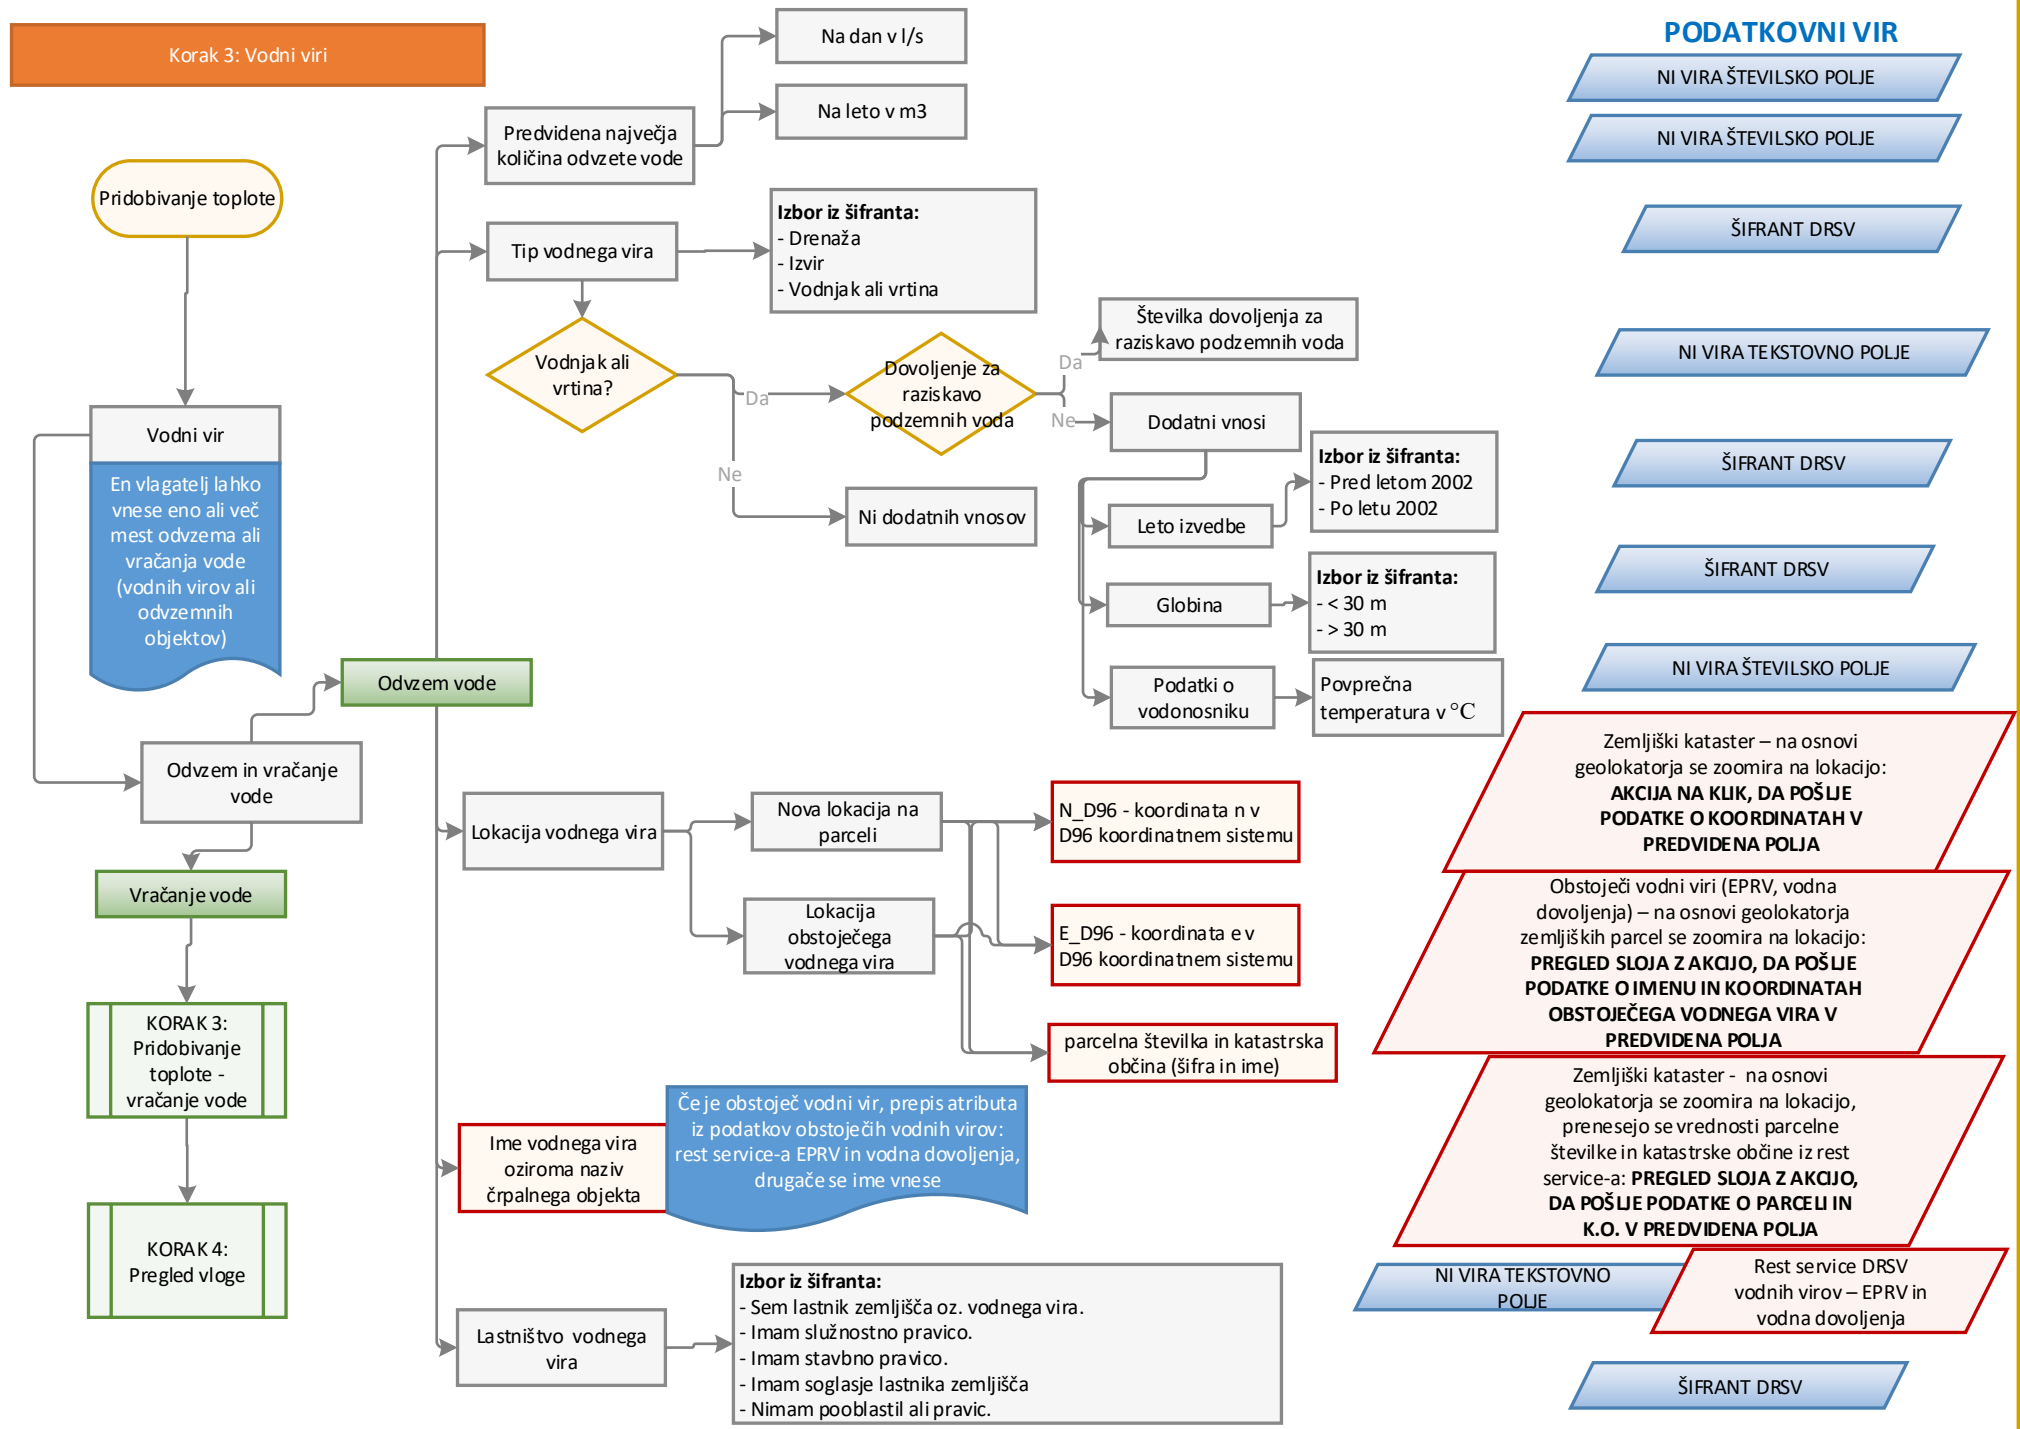 Korak 3: Vodni viri
Pridobivanje toplote
Vodni vir
En vlagatelj lahko
vnese eno ali več
mest odvzema ali
vračanja vode
(vodnih virov ali
odvzemnih
objektov)
Odvzem in vračanje
vode
Odvzem vode
Vračanje vode
KORAK 3:
Pridobivanje
toplote -
vračanje vode
KORAK 4:
Pregled vloge
Predvidena največja
količina odvzete vode
Na dan v l/s
Na leto v m3
Tip vodnega vira
Izbor iz šifranta:
- Drenaža
- Izvir
- Vodnjak ali vrtina
Vodnjak ali
vrtina?
Da
Ne
Dovoljenje za
raziskavo
podzemnih voda
Ni dodatnih vnosov
Da
Ne
Številka dovoljenja za
raziskavo podzemnih voda
Dodatni vnosi
Leto izvedbe
Izbor iz šifranta:
- Pred letom 2002
- Po letu 2002
Globina
Izbor iz šifranta:
- < 30 m
- > 30 m
Podatki o
vodonosniku
Povprečna
temperatura v °C
Lokacija vodnega vira
Nova lokacija na
parceli
Lokacija
obstoječega
vodnega vira
N_D96 - koordinata n v
D96 koordinatnem sistemu
E_D96 - koordinata e v
D96 koordinatnem sistemu
parcelna številka in katastrska
občina (šifra in ime)
Ime vodnega vira
oziroma naziv
črpalnega objekta
Če je obstoječ vodni vir, prepis atributa
iz podatkov obstoječih vodnih virov:
rest service-a EPRV in vodna dovoljenja,
drugače se ime vnese
Lastništvo vodnega
vira
Izbor iz šifranta:
- Sem lastnik zemljišča oz. vodnega vira.
- Imam služnostno pravico.
- Imam stavbno pravico.
- Imam soglasje lastnika zemljišča
- Nimam pooblastil ali pravic.
PODATKOVNI VIR
NI VIRA ŠTEVILSKO POLJE
NI VIRA ŠTEVILSKO POLJE
ŠIFRANT DRSV
NI VIRA TEKSTOVNO POLJE
ŠIFRANT DRSV
ŠIFRANT DRSV
NI VIRA ŠTEVILSKO POLJE
Zemljiški kataster – na osnovi
geolokatorja se zoomira na lokacijo:
AKCIJA NA KLIK, DA POŠLJE
PODATKE O KOORDINATAH V
PREDVIDENA POLJA
Obstoječi vodni viri (EPRV, vodna
dovoljenja) – na osnovi geolokatorja
zemljiških parcel se zoomira na lokacijo:
PREGLED SLOJA Z AKCIJO, DA POŠLJE
PODATKE O IMENU IN KOORDINATAH
OBSTOJEČEGA VODNEGA VIRA V
PREDVIDENA POLJA
Zemljiški kataster - na osnovi
geolokatorja se zoomira na lokacijo,
prenesejo se vrednosti parcelne
številke in katastrske občine iz rest
service-a: PREGLED SLOJA Z AKCIJO,
DA POŠLJE PODATKE O PARCELI IN
K.O. V PREDVIDENA POLJA
NI VIRA TEKSTOVNO
POLJE
Rest service DRSV
vodnih virov – EPRV in
vodna dovoljenja
ŠIFRANT DRSV